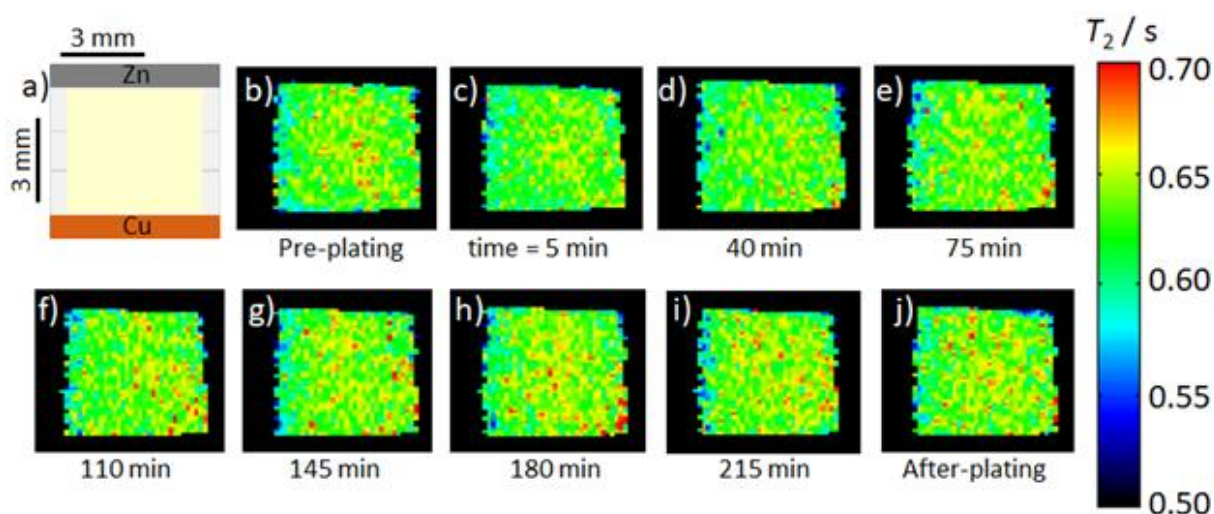 3 mm
T2 / s
a)
Zn
3 mm
Cu
b)
c)
d)
e)
Pre-plating
time = 5 min
40 min
75 min
f)
g)
h)
i)
j)
110 min
145 min
180 min
215 min
After-plating
0.70
0.65
0.60
0.55
0.50